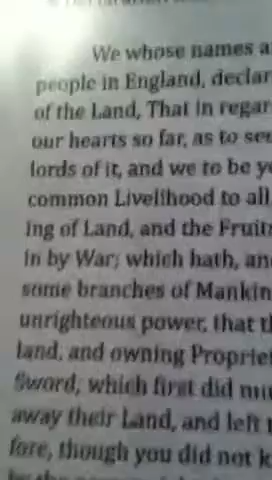 We whose names a
people in England, declar
of the Land, That in regar
our hearts so far, as to see
lords of it, and we to be y
common Livelihood to all
ing of Land, and the Fruit
in by War; which hath, an
some branches of Mankin
unrighteous power, that t
land, and owning Proprie
Sword, which first did mu
away their Land, and left
fore, though you did not k